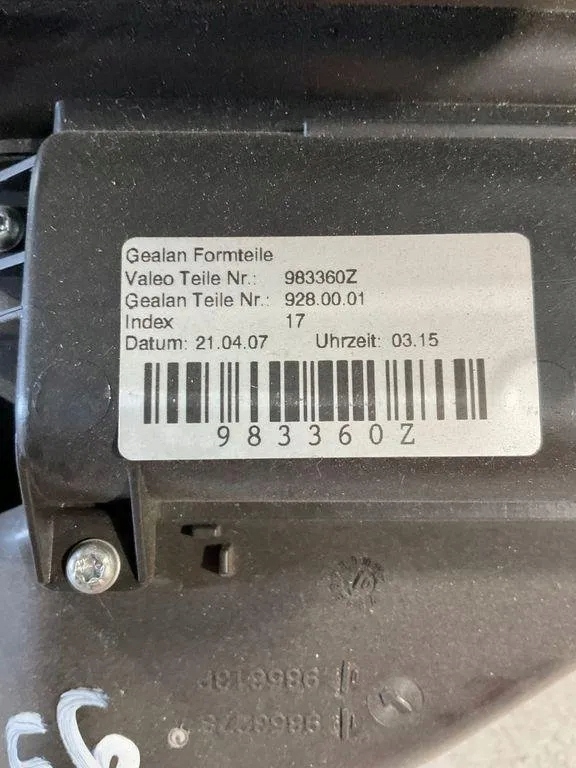 Gealan Formteile
Valeo Teile Nr.: 983360Z
Gealan Teile Nr.: 928.00.01
Index 17
Datum: 21.04.07 Uhrzeit: 03.15
983360Z